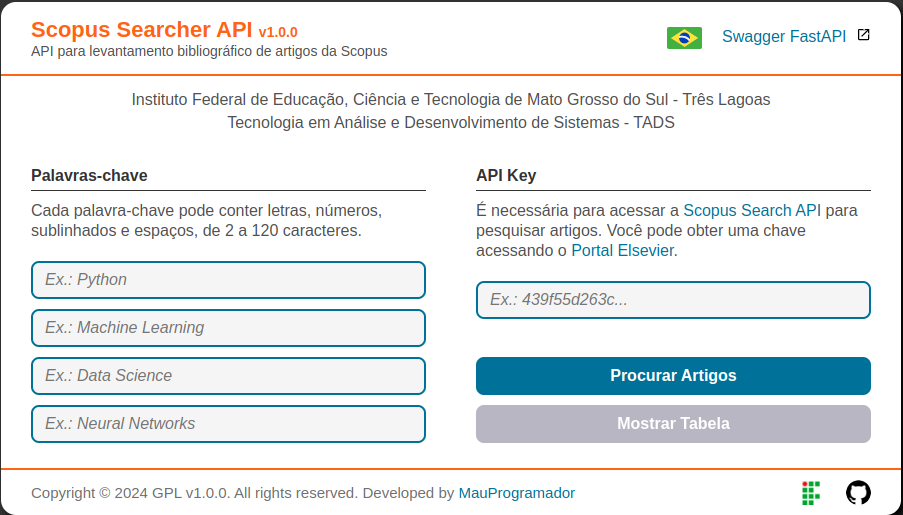 Scopus Searcher API v1.0.0
API para levantamento bibliográfico de artigos da Scopus
Swagger FastAPI
Instituto Federal de Educação, Ciência e Tecnologia de Mato Grosso do Sul - Três Lagoas
Tecnologia em Análise e Desenvolvimento de Sistemas - TADS
Palavras-chave
Cada palavra-chave pode conter letras, números,
sublinhados e espaços, de 2 a 120 caracteres.
Ex.: Python
Ex.: Machine Learning
Ex.: Data Science
Ex.: Neural Networks
API Key
É necessária para acessar a Scopus Search API para
pesquisar artigos. Você pode obter uma chave
acessando o Portal Elsevier.
Ex.: 439f55d263c...
Procurar Artigos
Mostrar Tabela
Copyright © 2024 GPL v1.0.0. All rights reserved. Developed by MauProgramador